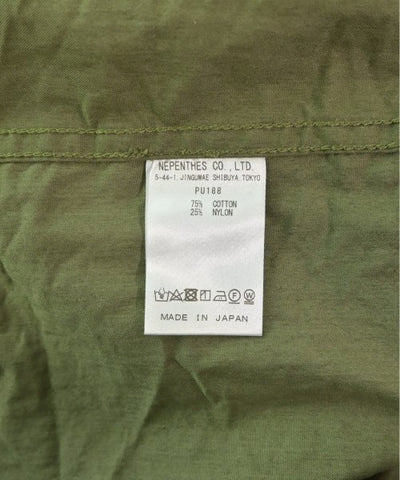 NEPENTHES CO., LTD.
5-44-1 JINGUMAE SHIBUYA TOKYO
PU188
75% COTTON
25% NYLON
MADE IN JAPAN